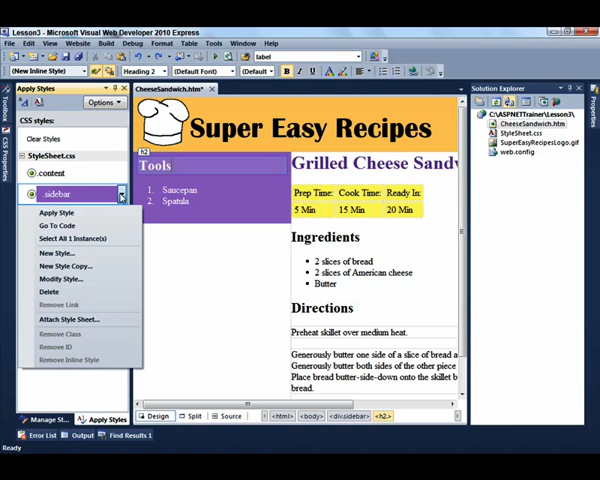 Lesson3 - Microsoft Visual Web Developer 2010 Express
File Edit View Website Build Debug Format Table Tools Window Help
label
(New Inline Style) Heading 2 (Default) (Default) B I U A
Apply Styles
Options
CSS styles:
Clear Styles
StyleSheet.css
.content
.sidebar
Apply Style
Go To Code
Select All 1 Instance(s)
New Style...
New Style Copy...
Modify Style...
Delete
Remove Link
Attach Style Sheet...
Remove Class
Remove ID
Remove Inline Style
Manage St...
Apply Styles
Toolbox
CSS Properties
CheeseSandwich.htm*
Super Easy Recipes
h2
Tools
1. Saucepan
2. Spatula
Grilled Cheese Sandw
Prep Time: Cook Time: Ready In:
5 Min 15 Min 20 Min
Ingredients
• 2 slices of bread
• 2 slices of American cheese
• Butter
Directions
Preheat skillet over medium heat.
Generously butter one side of a slice of bread a
Generously butter both sides of the other piece
Place bread butter-side-down onto the skillet b
bread.
Design Split Source <html> <body> <div.sidebar> <h2>
Solution Explorer
C:\ASPNETTrainer\Lesson3\
CheeseSandwich.htm
StyleSheet.css
SuperEasyRecipesLogo.gif
web.config
Properties
Error List Output Find Results 1
Ready